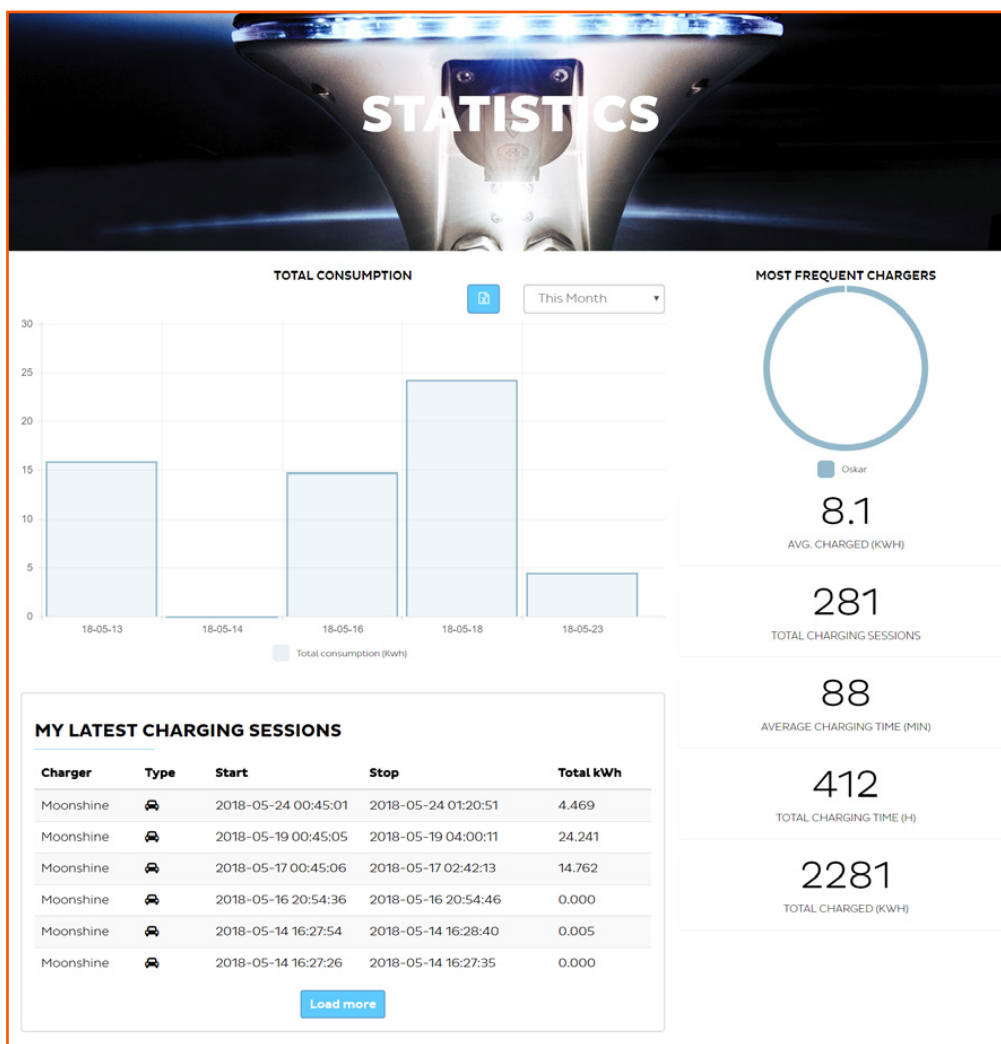 STATISTICS
TOTAL CONSUMPTION
This Month
30
25
20
15
10
5
0
18-05-13 18-05-14 18-05-16 18-05-18 18-05-23
Total consumption (Kwh)
MOST FREQUENT CHARGERS
Oskar
8.1
AVG. CHARGED (KWH)
281
TOTAL CHARGING SESSIONS
88
AVERAGE CHARGING TIME (MIN)
412
TOTAL CHARGING TIME (H)
2281
TOTAL CHARGED (KWH)
MY LATEST CHARGING SESSIONS
Charger Type Start Stop Total kWh
Moonshine 2018-05-24 00:45:01 2018-05-24 01:20:51 4.469
Moonshine 2018-05-19 00:45:05 2018-05-19 04:00:11 24.241
Moonshine 2018-05-17 00:45:06 2018-05-17 02:42:13 14.762
Moonshine 2018-05-16 20:54:36 2018-05-16 20:54:46 0.000
Moonshine 2018-05-14 16:27:54 2018-05-14 16:28:40 0.005
Moonshine 2018-05-14 16:27:26 2018-05-14 16:27:35 0.000
Load more